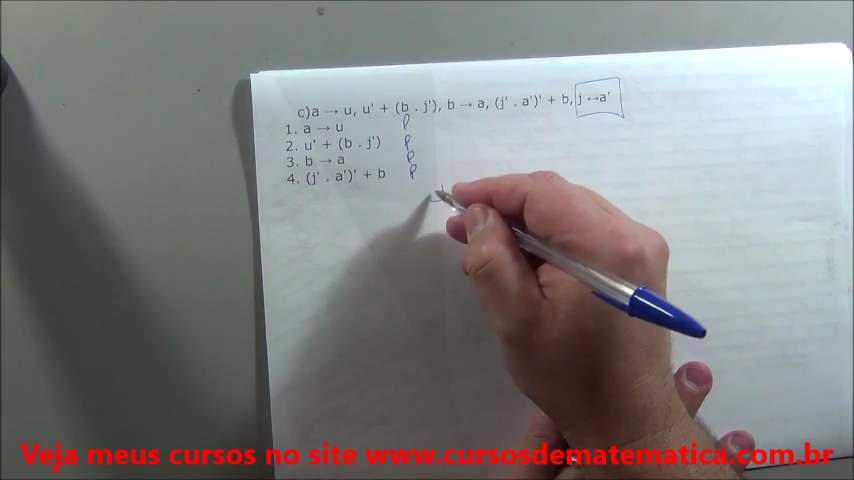 c)a → u, u' + (b . j'), b → a, (j' . a')' + b, j ↔a'
1. a → u P
2. u' + (b . j') P
3. b → a P
4. (j' . a')' + b P
Veja meus cursos no site www.cursosdematematica.com.br